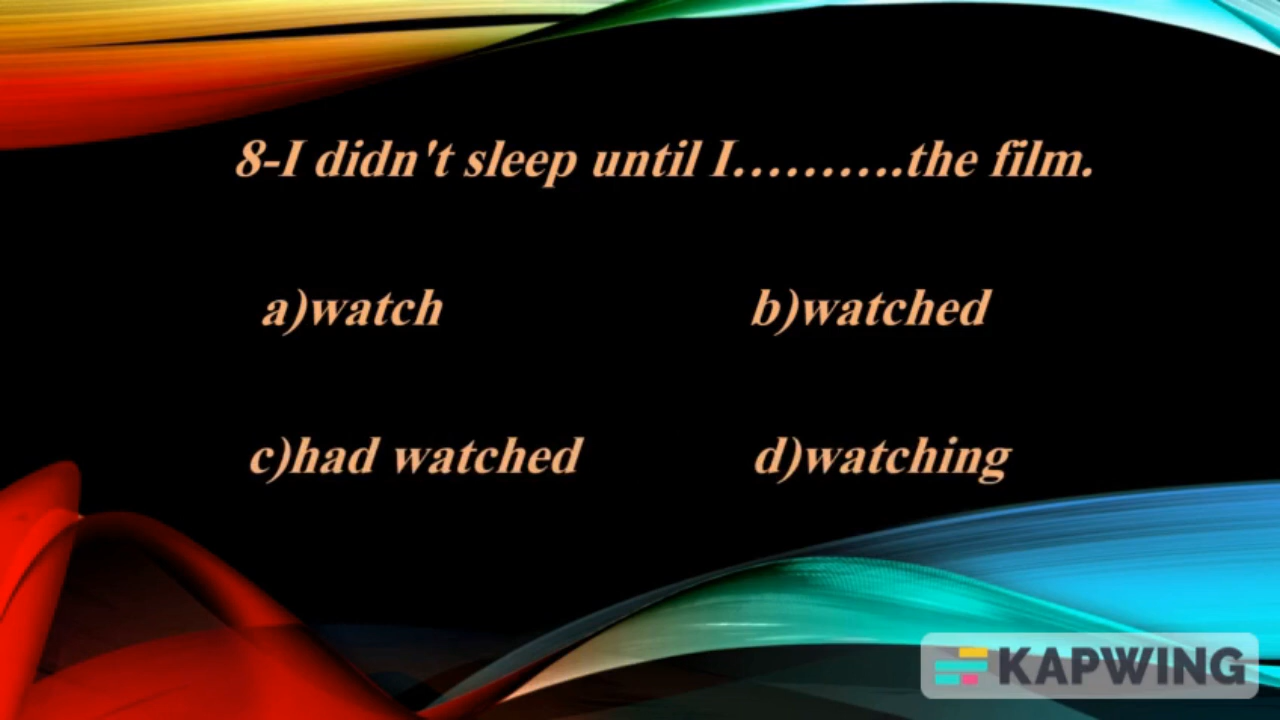 8-I didn't sleep until I..........the film.
a)watch b)watched
c)had watched d)watching
KAPWING